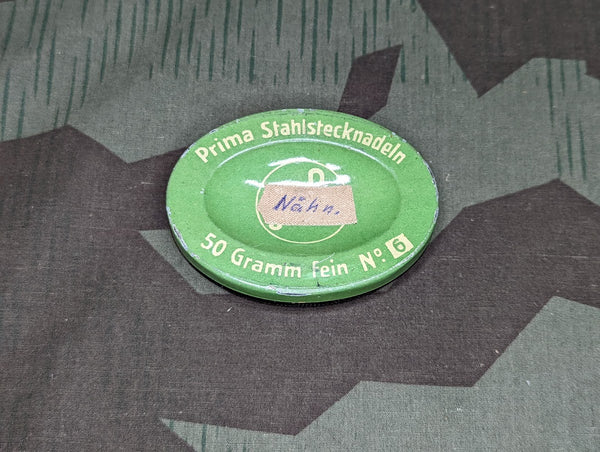 Prima Stahlstecknadeln
Nähn.
50 Gramm fein Nº. 6